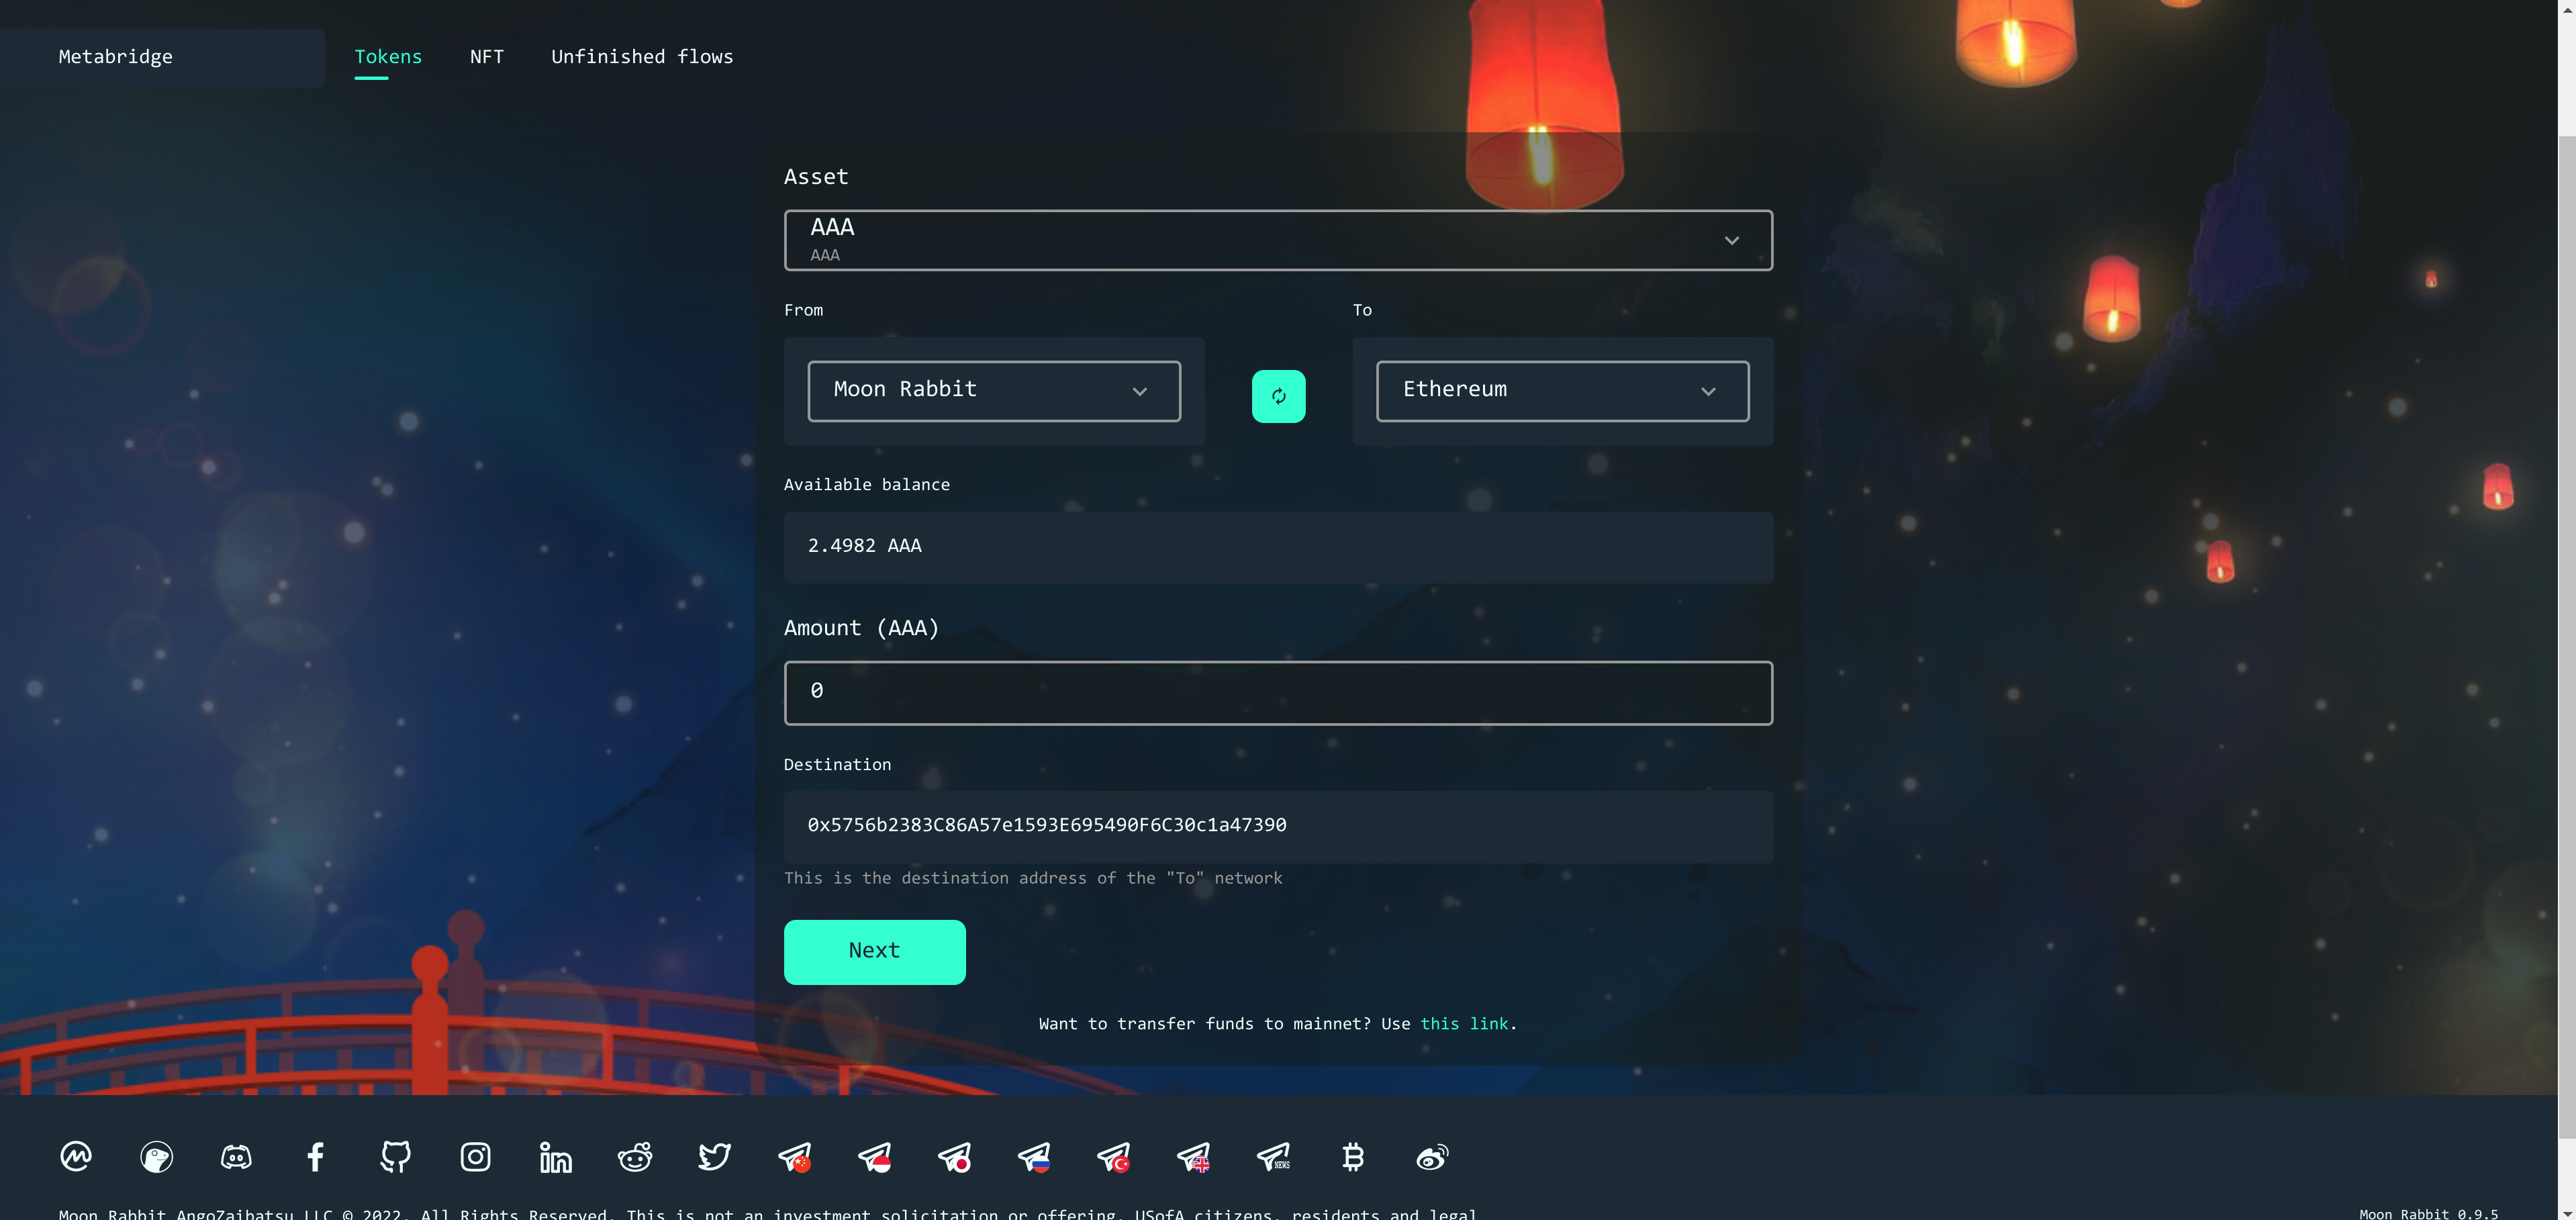 Metabridge
Tokens
NFT
Unfinished flows
Asset
AAA
AAA
From
To
Moon Rabbit
Ethereum
Available balance
2.4982 AAA
Amount (AAA)
0
Destination
0x5756b2383C86A57e1593E695490F6C30c1a47390
This is the destination address of the "To" network
Next
Want to transfer funds to mainnet? Use this link.
NEWS
Moon Rabbit AngoZaibatsu LLC © 2022. All Rights Reserved. This is not an investment solicitation or offering. USofA citizens, residents and legal
Moon Rabbit 0.9.5